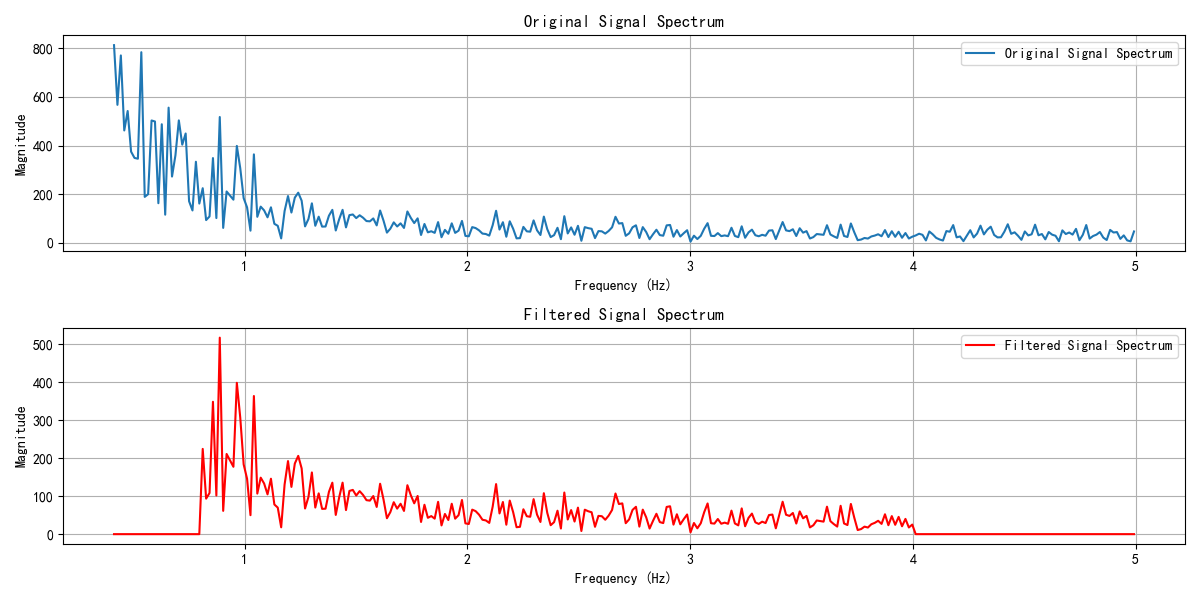 Original Signal Spectrum
800
600
400
200
0
Magnitude
Original Signal Spectrum
1 2 3 4 5
Frequency (Hz)
Filtered Signal Spectrum
500
400
300
200
100
0
Magnitude
Filtered Signal Spectrum
1 2 3 4 5
Frequency (Hz)